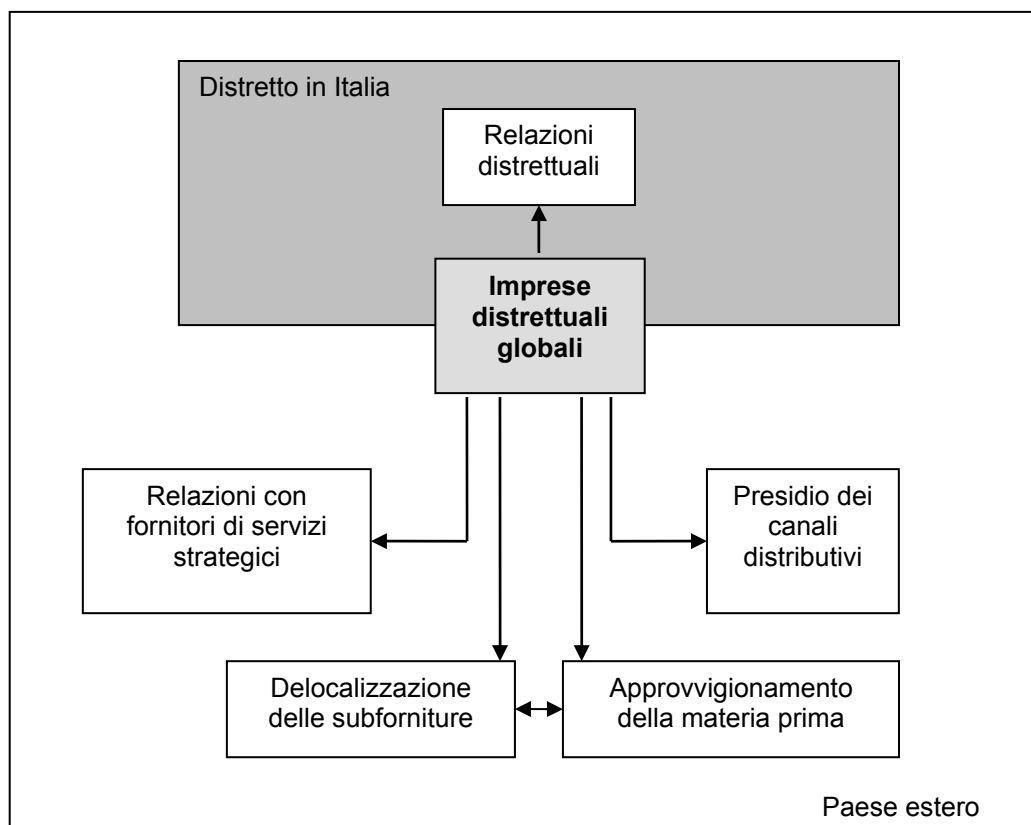 Distretto in Italia
Relazioni
distrettuali
Imprese
distrettuali
globali
Relazioni con
fornitori di servizi
strategici
Presidio dei
canali
distributivi
Delocalizzazione
delle subforniture
Approvvigionamento
della materia prima
Paese estero